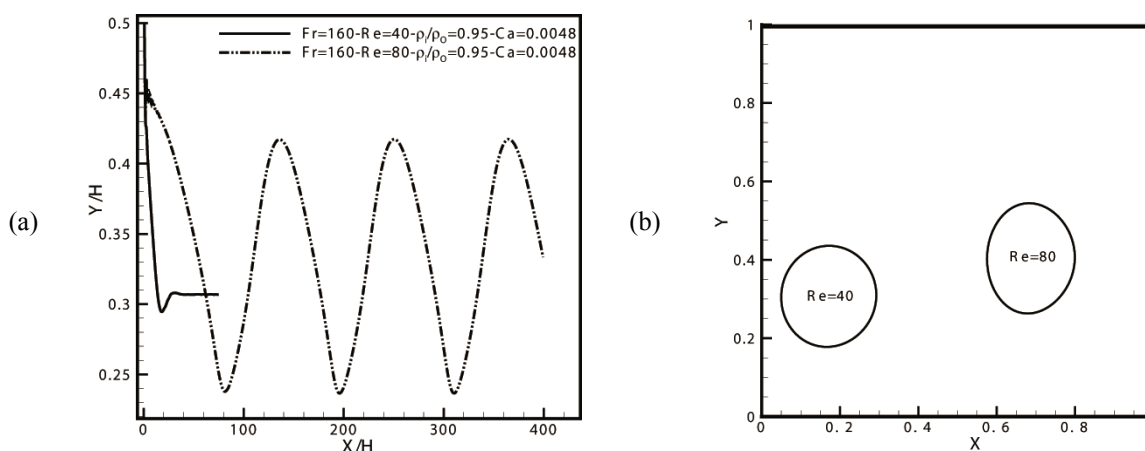 (a)
Fr=160-Re=40-ρi/ρo=0.95-Ca=0.0048
Fr=160-Re=80-ρi/ρo=0.95-Ca=0.0048
Y/H
0.5
0.45
0.4
0.35
0.3
0.25
0 100 200 300 400
X/H
(b)
Y
1
0.8
0.6
0.4
0.2
0
Re=40
Re=80
0 0.2 0.4 0.6 0.8
X